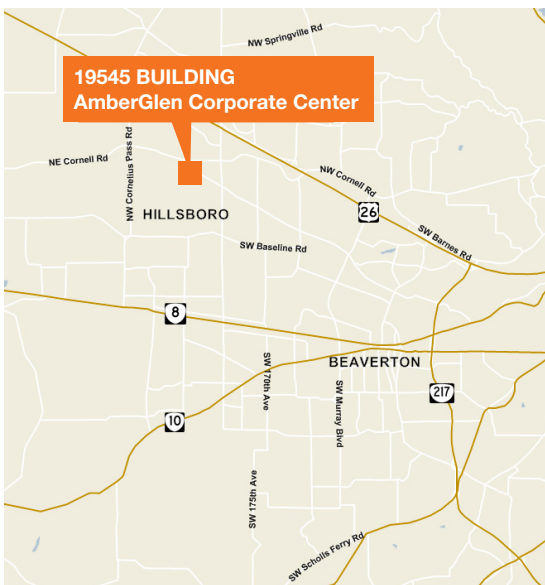 NW Springville Rd
19545 BUILDING
AmberGlen Corporate Center
NE Cornell Rd
NW Cornelius Pass Rd
NW Cornell Rd
HILLSBORO
26
SW Barnes Rd
SW Baseline Rd
8
SW 170th Ave
BEAVERTON
SW Murray Blvd
217
10
SW 175th Ave
SW Scholls Ferry Rd